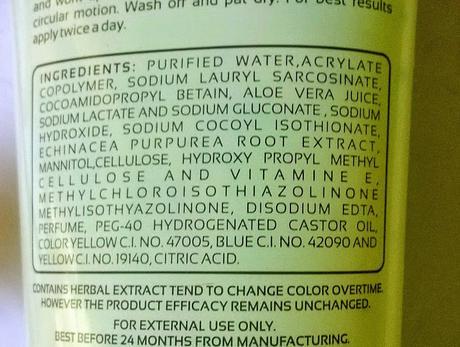 and work
circular motion. Wash off and pat dry. For best results
apply twice a day.
INGREDIENTS: PURIFIED WATER,ACRYLATE
COPOLYMER, SODIUM LAURYL SARCOSINATE,
COCOAMIDOPROPYL BETAIN, ALOE VERA JUICE,
SODIUM LACTATE AND SODIUM GLUCONATE , SODIUM
HYDROXIDE, SODIUM COCOYL ISOTHIONATE,
ECHINACEA PURPUREA ROOT EXTRACT,
MANNITOL,CELLULOSE, HYDROXY PROPYL METHYL
CELLULOSE AND VITAMINE E,
METHYLCHLOROISOTHIAZOLINONE
METHYLISOTHYAZOLINONE, DISODIUM EDTA,
PERFUME, PEG-40 HYDROGENATED CASTOR OIL,
COLOR YELLOW C.I. NO. 47005, BLUE C.I. NO. 42090 AND
YELLOW C.I. NO. 19140, CITRIC ACID.
CONTAINS HERBAL EXTRACT TEND TO CHANGE COLOR OVERTIME.
HOWEVER THE PRODUCT EFFICACY REMAINS UNCHANGED.
FOR EXTERNAL USE ONLY.
BEST BEFORE 24 MONTHS FROM MANUFACTURING.